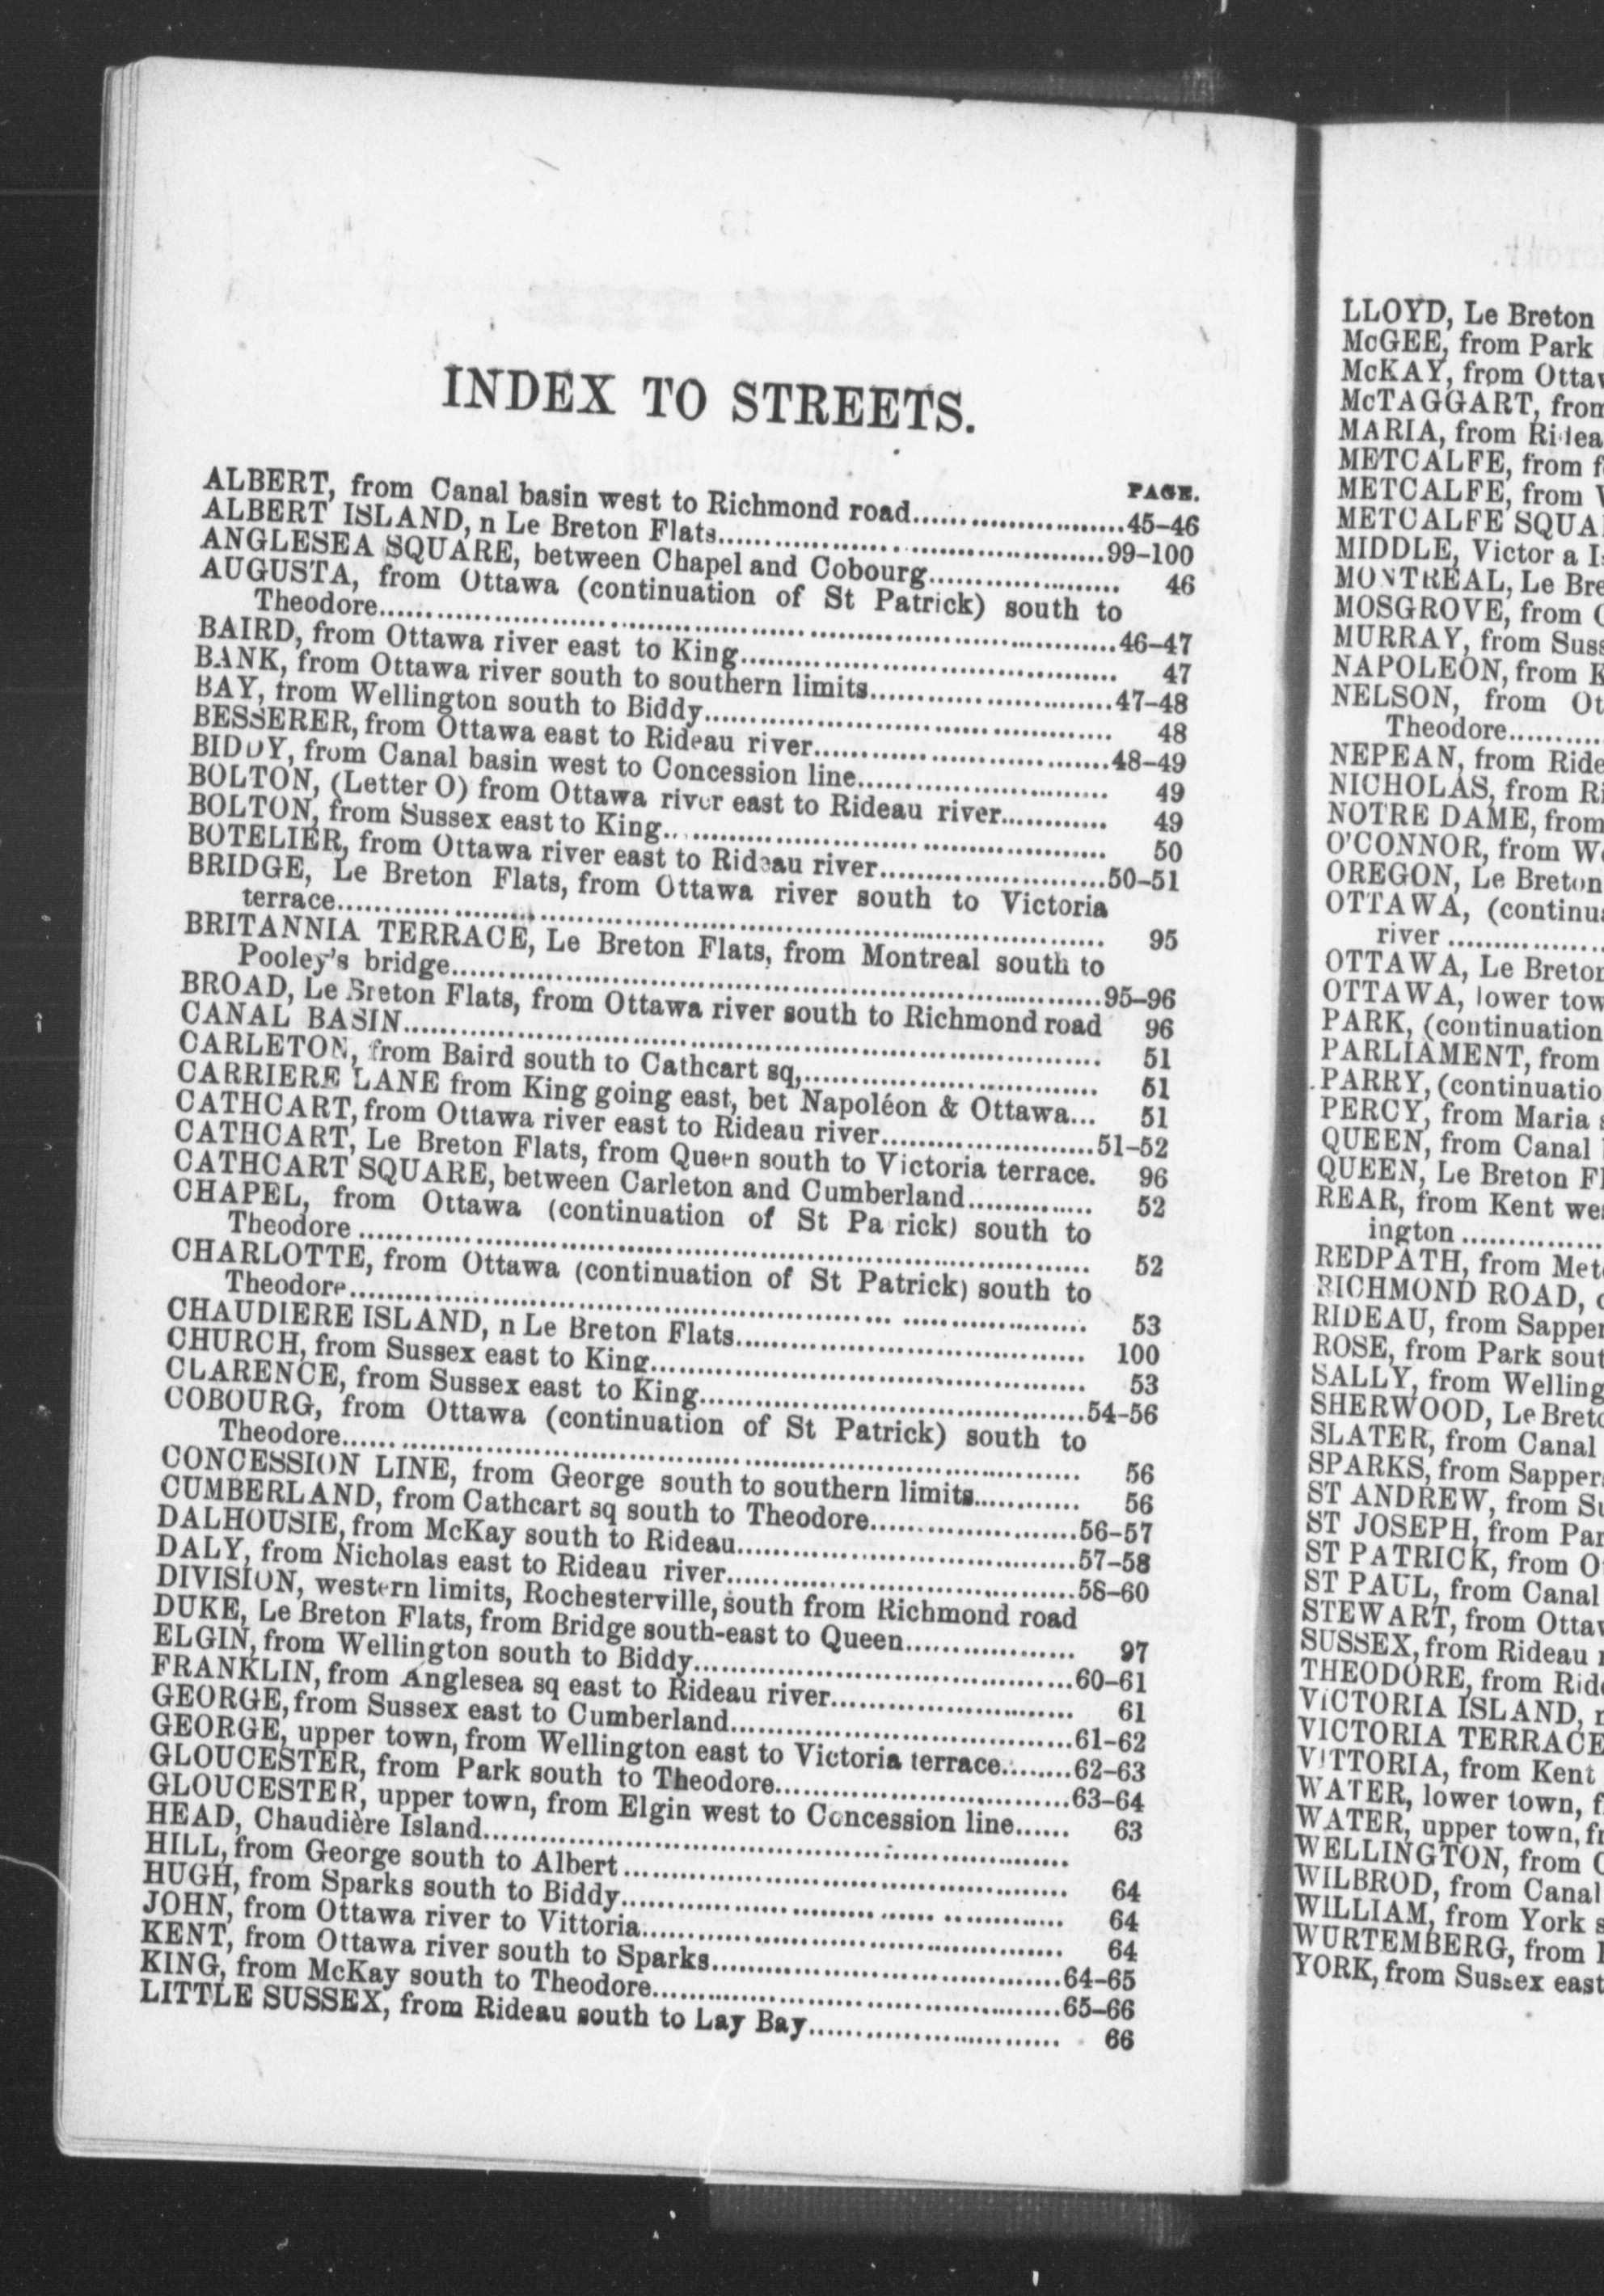 INDEX TO STREETS.
PAGE.
ALBERT, from Canal basin west to Richmond road........................45-46
ALBERT ISLAND, n Le Breton Flats........................99-100
ANGLESEA SQUARE, between Chapel and Cobourg........................ 46
AUGUSTA, from Ottawa (continuation of St Patrick) south to
Theodore........................46-47
BAIRD, from Ottawa river east to King........................ 47
BANK, from Ottawa river south to southern limits........................47-48
BAY, from Wellington south to Biddy........................ 48
BESSERER, from Ottawa east to Rideau river........................48-49
BIDDY, from Canal basin west to Concession line........................ 49
BOLTON, (Letter O) from Ottawa river east to Rideau river............ 49
BOLTON, from Sussex east to King........................ 50
BOTELIER, from Ottawa river east to Rideau river........................50-51
BRIDGE, Le Breton Flats, from Ottawa river south to Victoria
terrace........................ 95
BRITANNIA TERRACE, Le Breton Flats, from Montreal south to
Pooley's bridge........................95-96
BROAD, Le Breton Flats, from Ottawa river south to Richmond road 96
CANAL BASIN........................ 51
CARLETON, from Baird south to Cathcart sq,........................ 51
CARRIERE LANE from King going east, bet Napoléon & Ottawa... 51
CATHCART, from Ottawa river east to Rideau river........................51-52
CATHCART, Le Breton Flats, from Queen south to Victoria terrace. 96
CATHCART SQUARE, between Carleton and Cumberland.............. 52
CHAPEL, from Ottawa (continuation of St Pa rick) south to
Theodore ........................ 52
CHARLOTTE, from Ottawa (continuation of St Patrick) south to
Theodore........................ 53
CHAUDIERE ISLAND, n Le Breton Flats........................ 100
CHURCH, from Sussex east to King........................ 53
CLARENCE, from Sussex east to King........................54-56
COBOURG, from Ottawa (continuation of St Patrick) south to
Theodore........................ 56
CONCESSION LINE, from George south to southern limits............ 56
CUMBERLAND, from Cathcart sq south to Theodore........................56-57
DALHOUSIE, from McKay south to Rideau........................57-58
DALY, from Nicholas east to Rideau river........................58-60
DIVISION, western limits, Rochesterville, south from Richmond road
DUKE, Le Breton Flats, from Bridge south-east to Queen.................. 97
ELGIN, from Wellington south to Biddy........................60-61
FRANKLIN, from Anglesea sq east to Rideau river........................ 61
GEORGE, from Sussex east to Cumberland........................61-62
GEORGE, upper town, from Wellington east to Victoria terrace.........62-63
GLOUCESTER, from Park south to Theodore........................63-64
GLOUCESTER, upper town, from Elgin west to Concession line...... 63
HEAD, Chaudière Island........................
HILL, from George south to Albert ........................ 64
HUGH, from Sparks south to Biddy........................ 64
JOHN, from Ottawa river to Vittoria........................ 64
KENT, from Ottawa river south to Sparks........................64-65
KING, from McKay south to Theodore........................65-66
LITTLE SUSSEX, from Rideau south to Lay Bay........................ 66
LLOYD, Le Breton
McGEE, from Park
McKAY, from Ottaw
McTAGGART, from
MARIA, from Ridea
METCALFE, from f
METCALFE, from
METCALFE SQUA
MIDDLE, Victor a I
MONTREAL, Le Bre
MOSGROVE, from
MURRAY, from Suss
NAPOLEON, from K
NELSON, from Ot
Theodore..........
NEPEAN, from Ride
NICHOLAS, from Ri
NOTRE DAME, from
O'CONNOR, from We
OREGON, Le Breton
OTTAWA, (continua
river ................
OTTAWA, Le Breton
OTTAWA, lower tow
PARK, (continuation
PARLIAMENT, from
PARRY, (continuatio
PERCY, from Maria s
QUEEN, from Canal
QUEEN, Le Breton Fl
REAR, from Kent wes
ington ...............
REDPATH, from Metc
RICHMOND ROAD, c
RIDEAU, from Sapper
ROSE, from Park sout
SALLY, from Welling
SHERWOOD, Le Breto
SLATER, from Canal
SPARKS, from Sapper
ST ANDREW, from Su
ST JOSEPH, from Par
ST PATRICK, from O
ST PAUL, from Canal
STEWART, from Ottaw
SUSSEX, from Rideau
THEODORE, from Ride
VICTORIA ISLAND,
VICTORIA TERRACE
VITTORIA, from Kent
WATER, lower town, f
WATER, upper town, fr
WELLINGTON, from
WILBROD, from Canal
WILLIAM, from York s
WURTEMBERG, from
YORK, from Sussex east